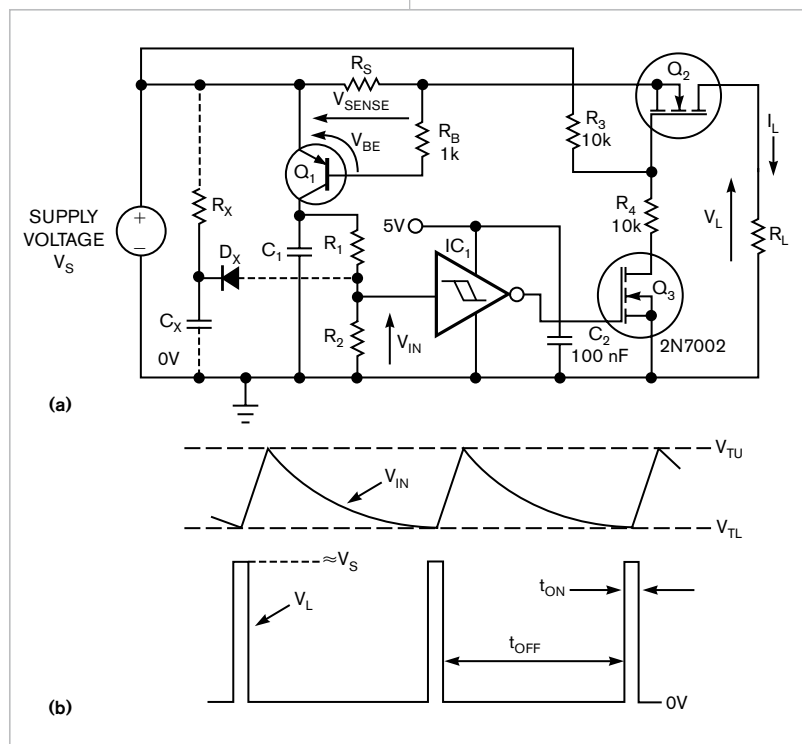 R_S
Q_2
V_SENSE
R_B
1k
R_3
10k
I_L
V_BE
Q_1
R_X
R_4
10k
V_L
R_L
SUPPLY
VOLTAGE
V_S
5V
IC_1
C_1
R_1
D_X
Q_3
C_X
R_2
V_IN
C_2
100 nF
2N7002
0V
(a)
V_TU
V_IN
V_TL
≈V_S
t_ON
V_L
t_OFF
(b)
0V